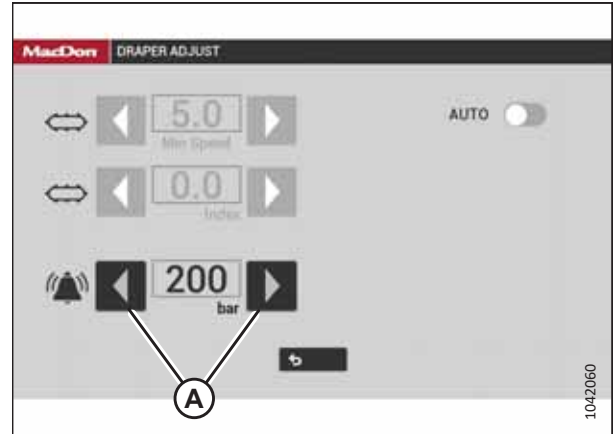 MacDon DRAPER ADJUST
5.0
Min Speed
AUTO
0.0
Index
200
bar
A
1042060